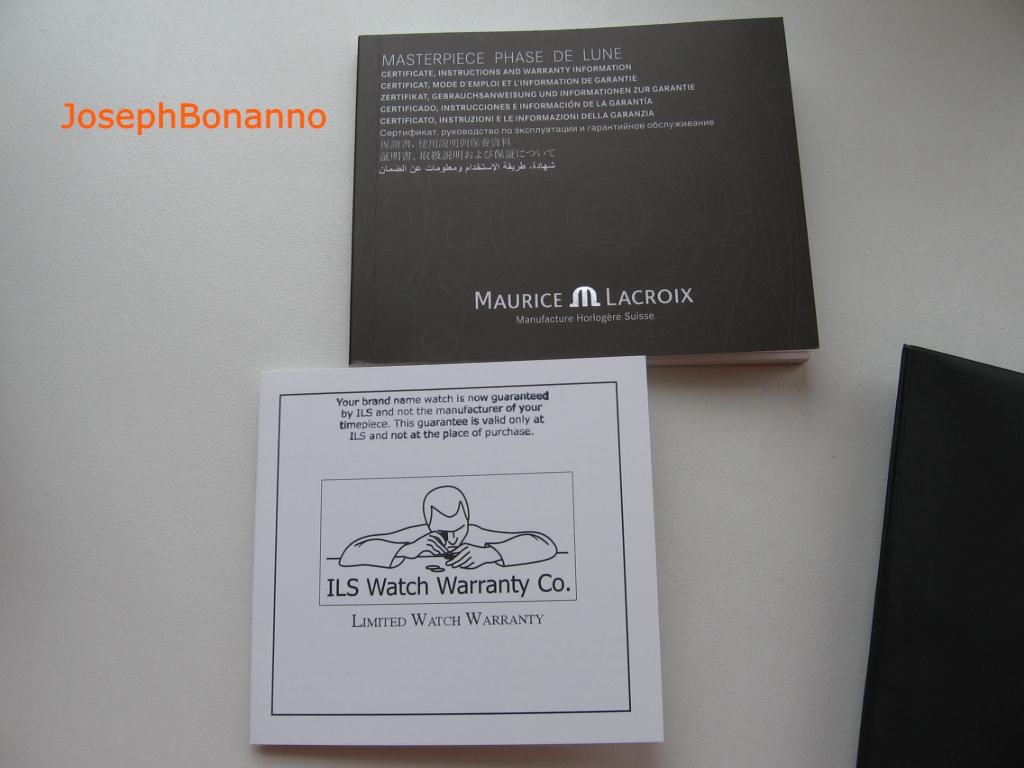 JosephBonanno
MASTERPIECE PHASE DE LUNE
CERTIFICATE, INSTRUCTIONS AND WARRANTY INFORMATION
CERTIFICAT, MODE D'EMPLOI ET L'INFORMATION DE GARANTIE
ZERTIFIKAT, GEBRAUCHSANWEISUNG UND INFORMATIONEN ZUR GARANTIE
CERTIFICADO, INSTRUCCIONES E INFORMACIÓN DE LA GARANTÍA
CERTIFICATO, INSTRUZIONI E LE INFORMAZIONI DELLA GARANZIA
Сертификат, руководство по эксплуатации и гарантийное обслуживание
保證書, 使用說明與保養資料
証明書、取扱説明および保証について
شهادة، طريقة الاستخدام ومعلومات عن الضمان
MAURICE LACROIX
Manufacture Horlogère Suisse
Your brand name watch is now guaranteed
by ILS and not the manufacturer of your
timepiece. This guarantee is valid only at
ILS and not at the place of purchase.
ILS Watch Warranty Co.
LIMITED WATCH WARRANTY